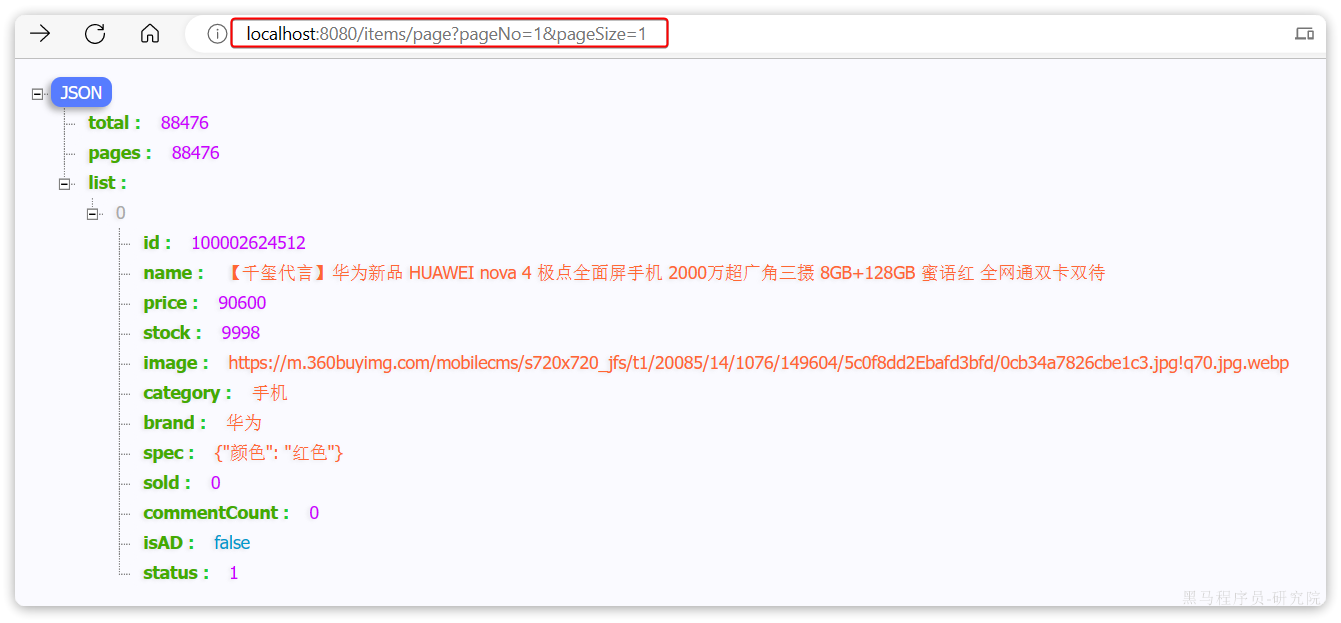 localhost:8080/items/page?pageNo=1&pageSize=1
JSON
total : 88476
pages : 88476
list :
0
id : 100002624512
name : 【千玺代言】华为新品 HUAWEI nova 4 极点全面屏手机 2000万超广角三摄 8GB+128GB 蜜语红 全网通双卡双待
price : 90600
stock : 9998
image : https://m.360buyimg.com/mobilecms/s720x720_jfs/t1/20085/14/1076/149604/5c0f8dd2Ebafd3bfd/0cb34a7826cbe1c3.jpg!q70.jpg.webp
category : 手机
brand : 华为
spec : {"颜色": "红色"}
sold : 0
commentCount : 0
isAD : false
status : 1
黑马程序员-研究院